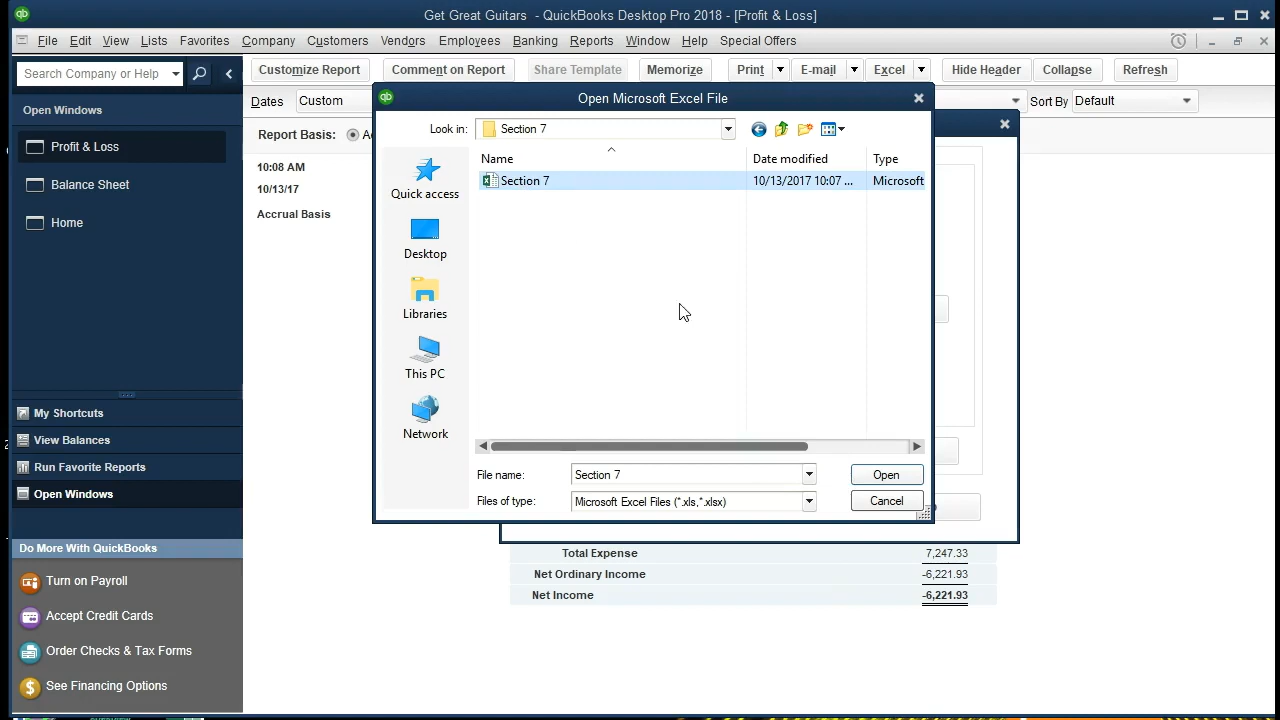 Get Great Guitars - QuickBooks Desktop Pro 2018 - [Profit & Loss]
File Edit View Lists Favorites Company Customers Vendors Employees Banking Reports Window Help Special Offers
Search Company or Help
Customize Report Comment on Report Share Template Memorize Print E-mail Excel Hide Header Collapse Refresh
Open Windows
Dates Custom
Sort By Default
Open Microsoft Excel File
Look in: Section 7
Report Basis:
Profit & Loss
Balance Sheet
Home
10:08 AM
10/13/17
Accrual Basis
Name Date modified Type
Section 7 10/13/2017 10:07 ... Microsoft
Quick access
Desktop
Libraries
This PC
Network
File name: Section 7 Open
Files of type: Microsoft Excel Files (*.xls,*.xlsx) Cancel
My Shortcuts
View Balances
Run Favorite Reports
Open Windows
Total Expense 7,247.33
Net Ordinary Income -6,221.93
Net Income -6,221.93
Do More With QuickBooks
Turn on Payroll
Accept Credit Cards
Order Checks & Tax Forms
See Financing Options